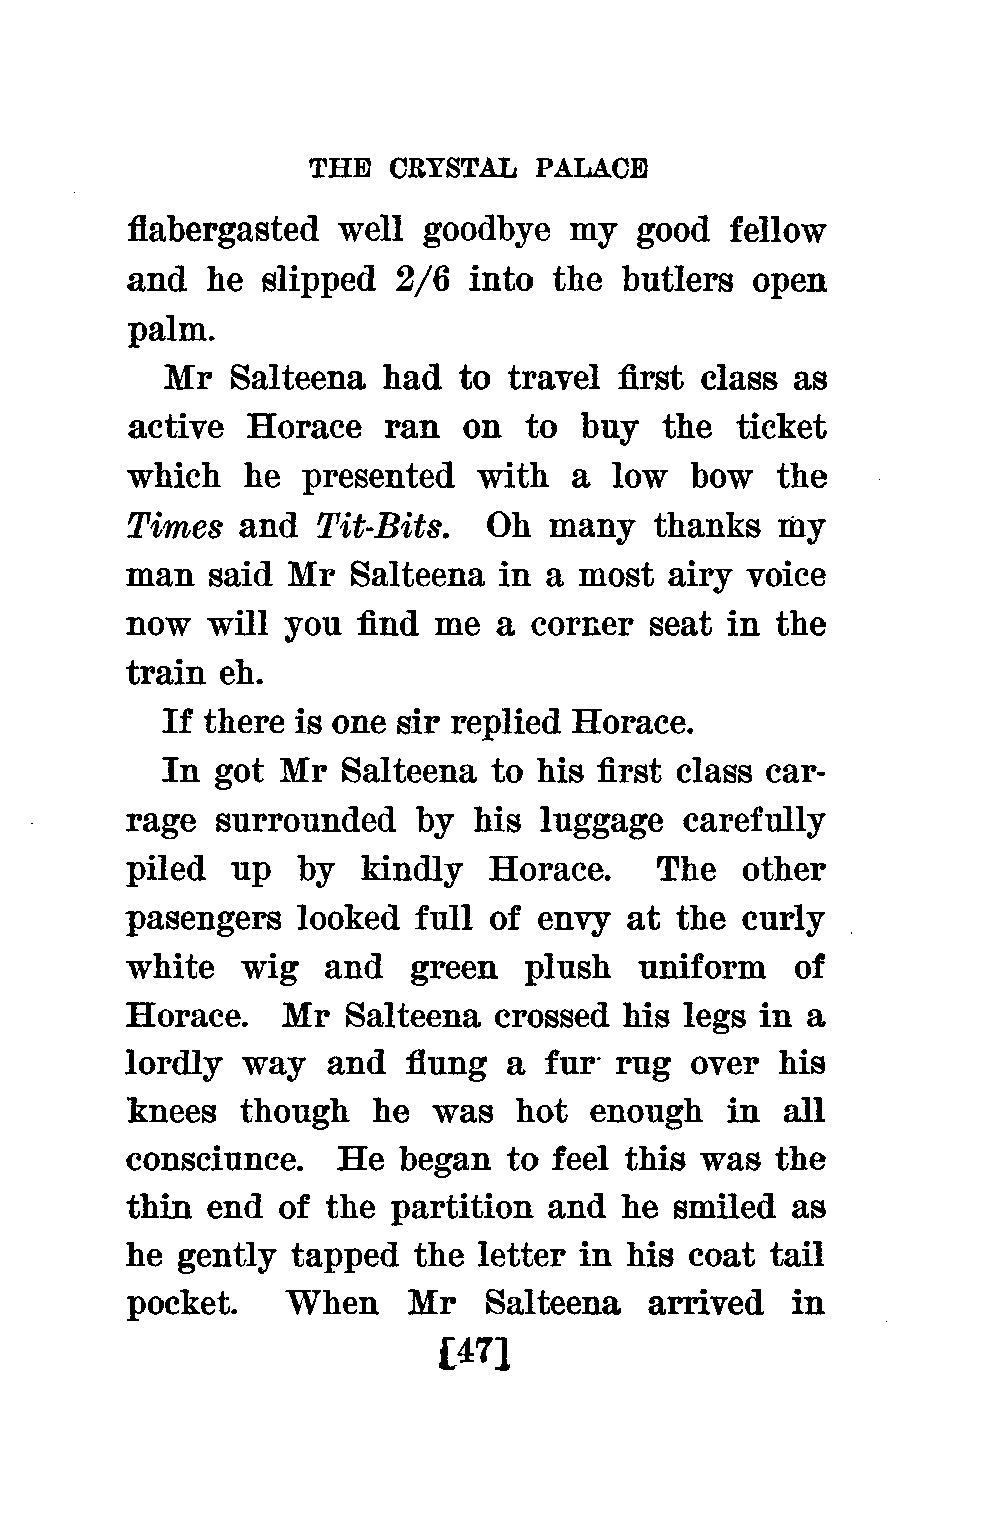 THE CRYSTAL PALACE
flabergasted well goodbye my good fellow
and he slipped 2/6 into the butlers open
palm.
Mr Salteena had to travel first class as
active Horace ran on to buy the ticket
which he presented with a low bow the
Times and Tit-Bits. Oh many thanks my
man said Mr Salteena in a most airy voice
now will you find me a corner seat in the
train eh.
If there is one sir replied Horace.
In got Mr Salteena to his first class car-
rage surrounded by his luggage carefully
piled up by kindly Horace. The other
pasengers looked full of envy at the curly
white wig and green plush uniform of
Horace. Mr Salteena crossed his legs in a
lordly way and flung a fur rug over his
knees though he was hot enough in all
consciunce. He began to feel this was the
thin end of the partition and he smiled as
he gently tapped the letter in his coat tail
pocket. When Mr Salteena arrived in
[47]